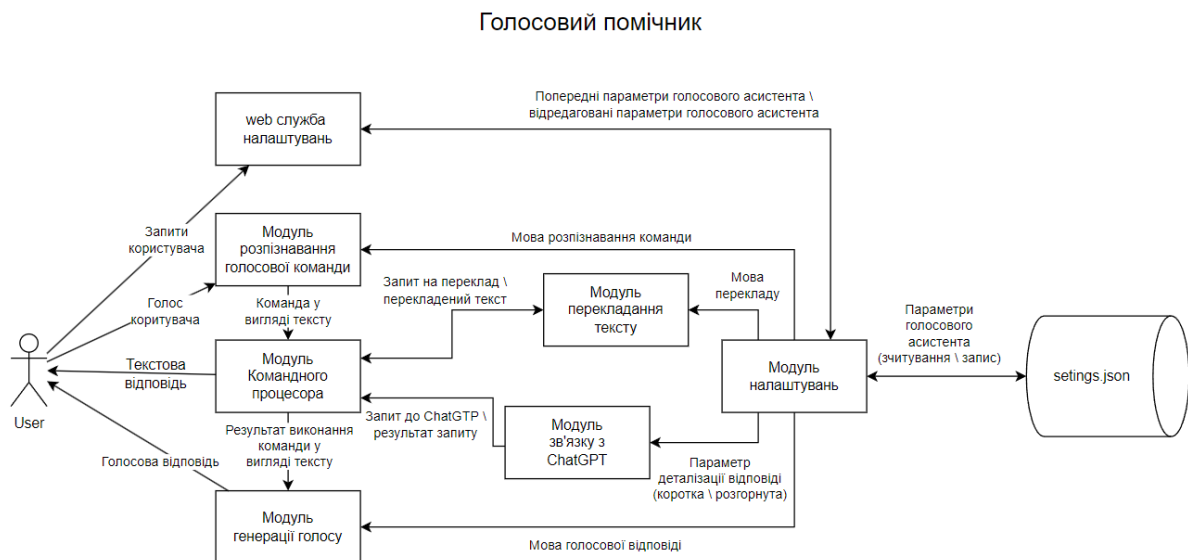 Голосовий помічник
web служба
налаштувань
Попередні параметри голосового асистента \
відредаговані параметри голосового асистента
Запити
користувача
Модуль
розпізнавання
голосової команди
Мова розпізнавання команди
Голос
коритувача
Команда у
вигляді тексту
Запит на переклад \
перекладений текст
Модуль
перекладання
тексту
Мова
перекладу
Параметри
голосового
асистента
(зчитування \ запис)
User
Текстова
відповідь
Модуль
Командного
процесора
Модуль
налаштувань
setings.json
Запит до ChatGTP \
результат запиту
Модуль
зв'язку з
ChatGPT
Результат виконання
команди у
вигляді тексту
Голосова відповідь
Параметр
деталізації відповіді
(коротка \ розгорнута)
Модуль
генерації голосу
Мова голосової відповіді